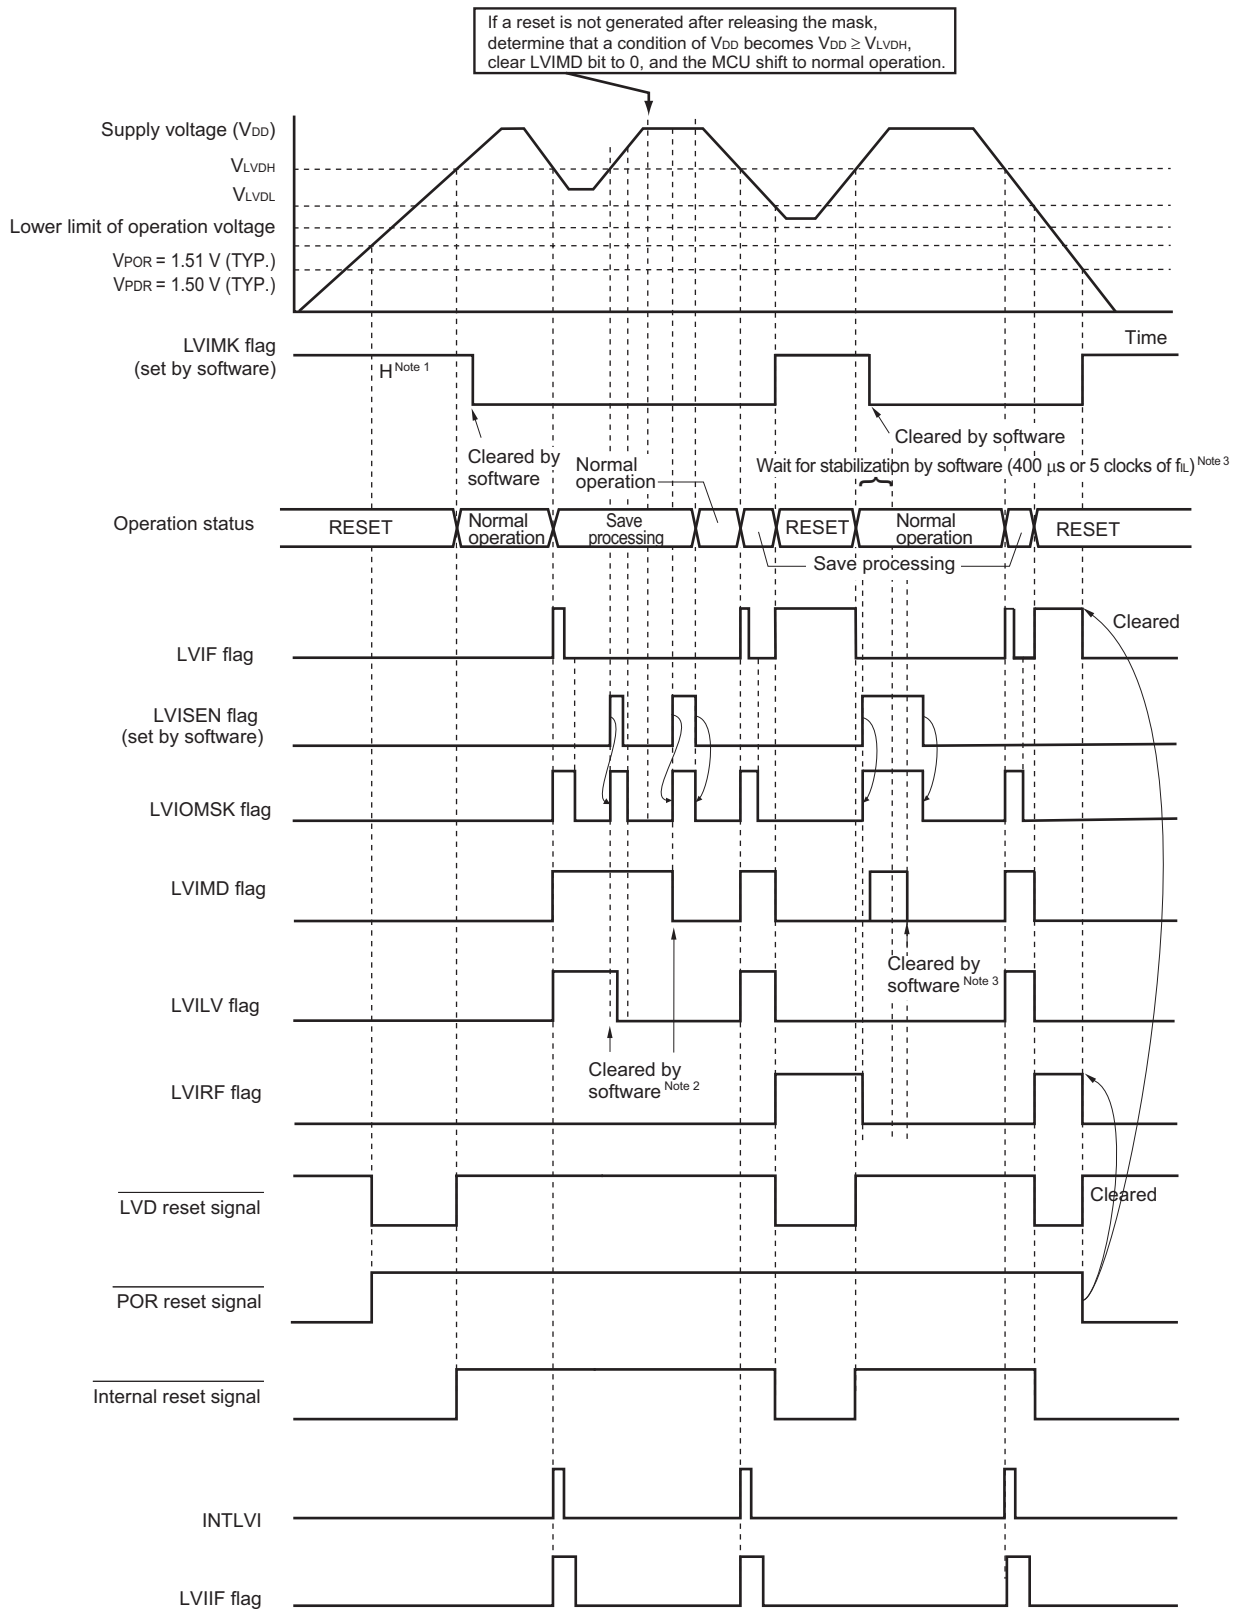 If a reset is not generated after releasing the mask,
determine that a condition of VDD becomes VDD ≥ VLVDH,
clear LVIMD bit to 0, and the MCU shift to normal operation.
Supply voltage (VDD)
VLVDH
VLVDL
Lower limit of operation voltage
VPOR = 1.51 V (TYP.)
VPDR = 1.50 V (TYP.)
Time
LVIMK flag
(set by software)
H Note 1
Cleared by
software
Cleared by software
Normal
operation
Wait for stabilization by software (400 μs or 5 clocks of fIL) Note 3
Operation status
RESET
Normal
operation
Save
processing
RESET
Normal
operation
RESET
Save processing
LVIF flag
Cleared
LVISEN flag
(set by software)
LVIOMSK flag
LVIMD flag
Cleared by
software Note 3
LVILV flag
Cleared by
software Note 2
LVIRF flag
LVD reset signal
Cleared
POR reset signal
Internal reset signal
INTLVI
LVIIF flag